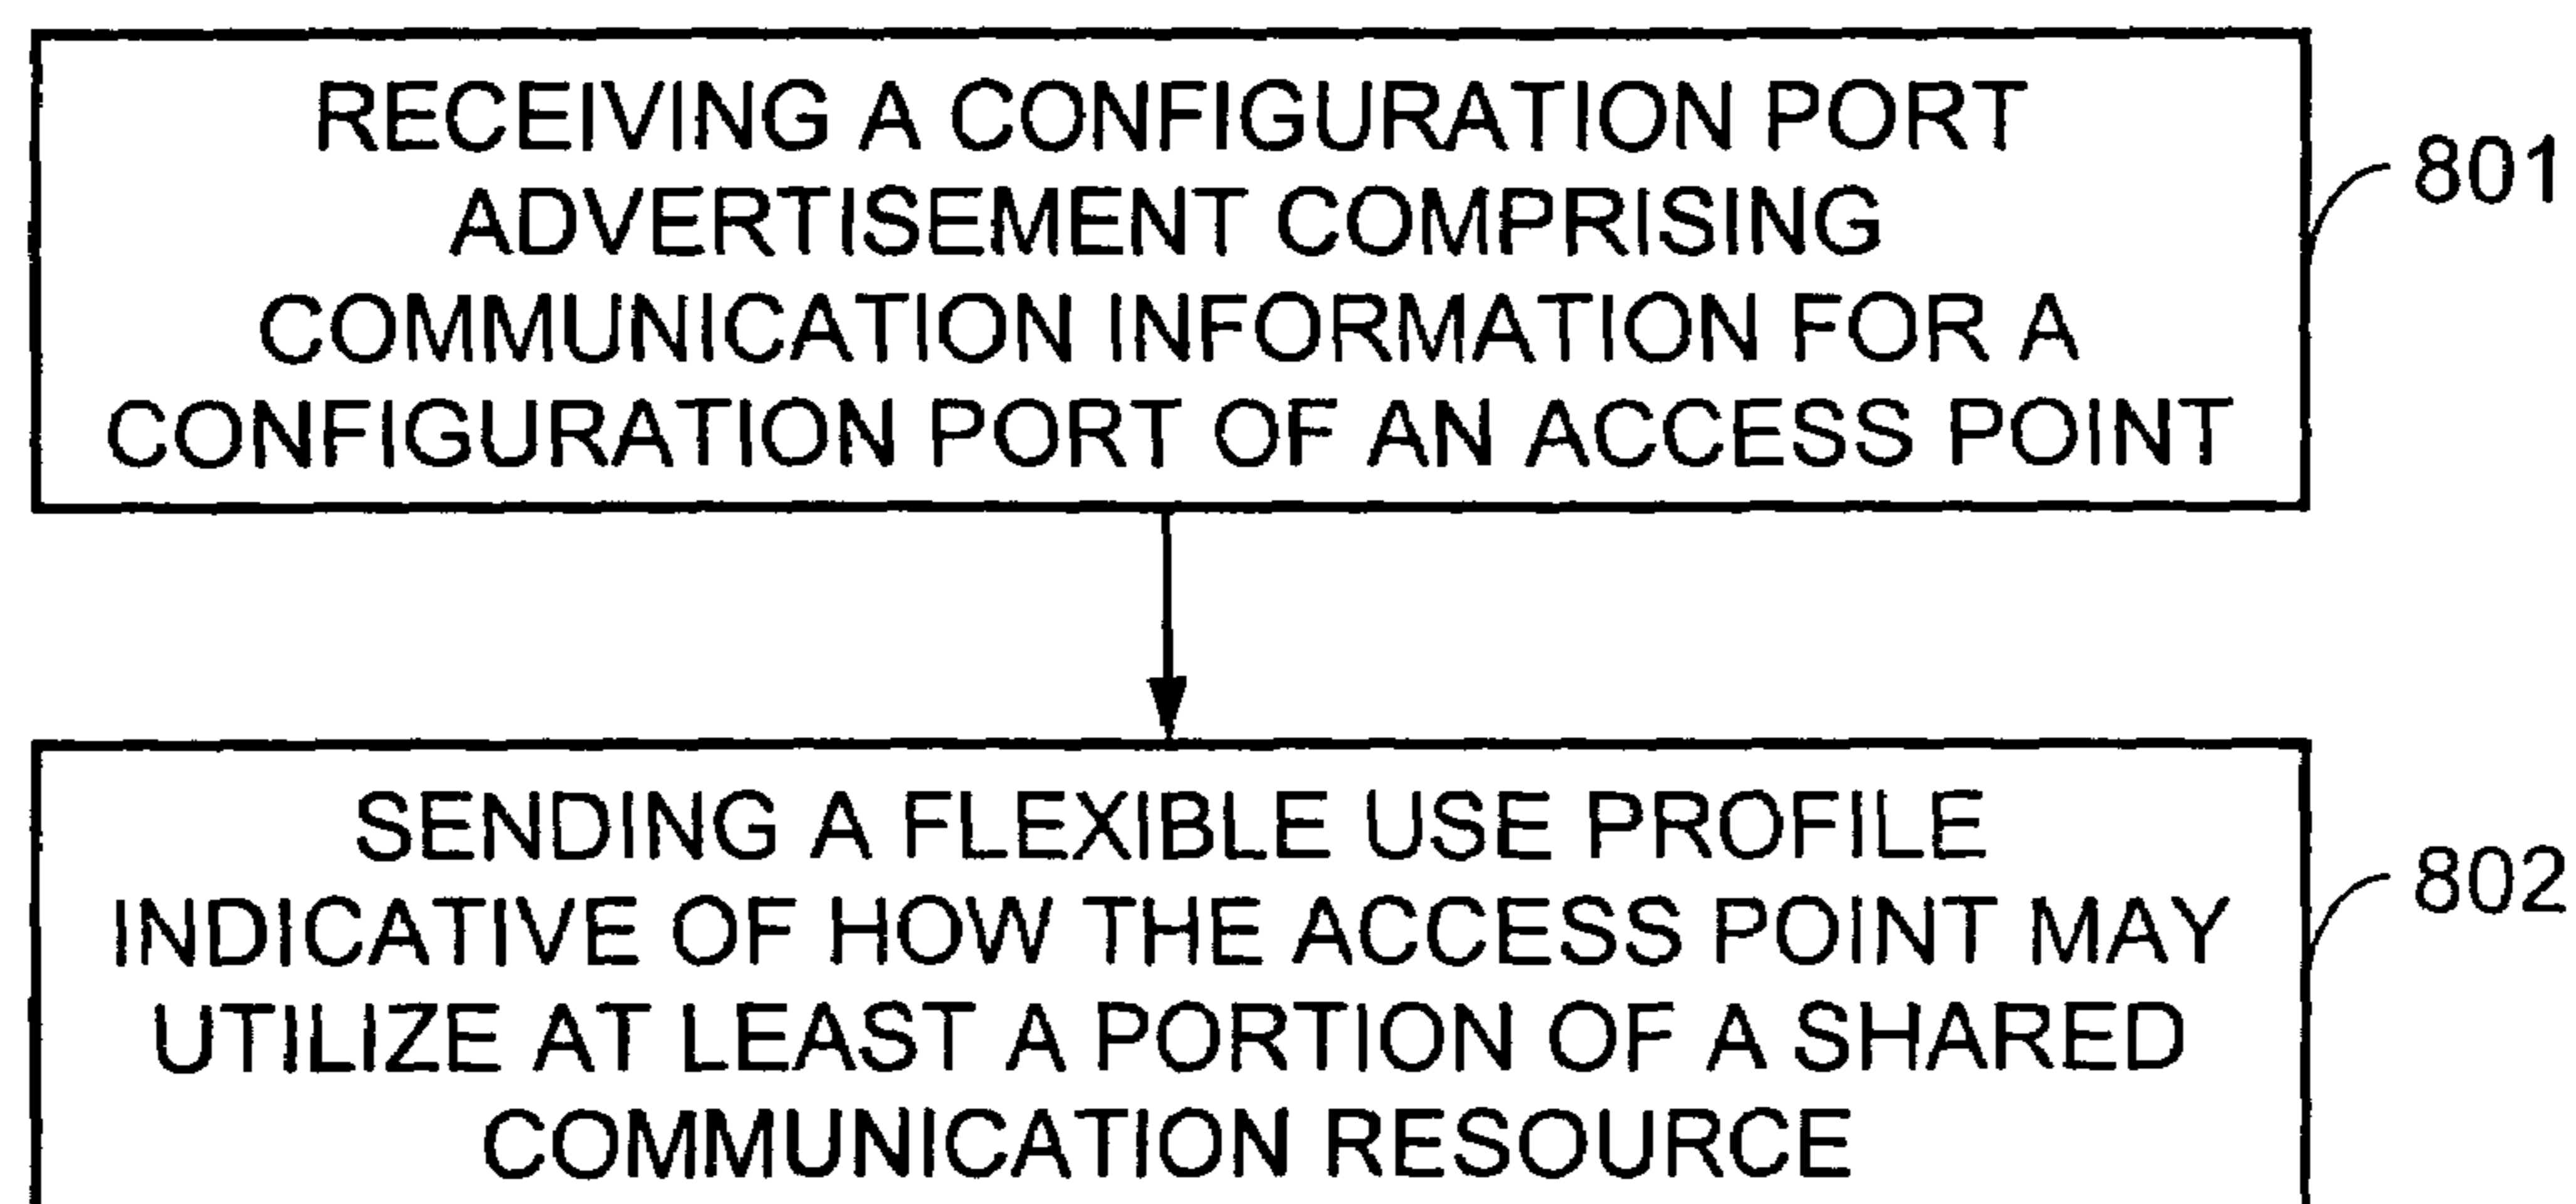 RECEIVING A CONFIGURATION PORT
ADVERTISEMENT COMPRISING
COMMUNICATION INFORMATION FOR A
CONFIGURATION PORT OF AN ACCESS POINT
801
SENDING A FLEXIBLE USE PROFILE
INDICATIVE OF HOW THE ACCESS POINT MAY
UTILIZE AT LEAST A PORTION OF A SHARED
COMMUNICATION RESOURCE
802